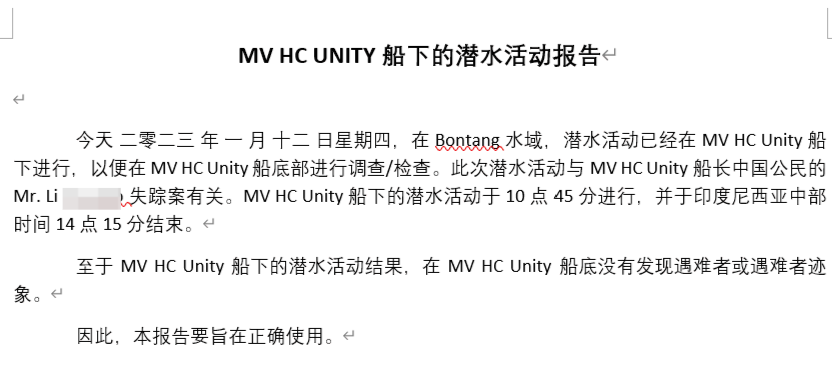 MV HC UNITY 船下的潜水活动报告
今天 二零二三 年 一 月 十二 日星期四，在 Bontang 水域，潜水活动已经在 MV HC Unity 船
下进行，以便在 MV HC Unity 船底部进行调查/检查。此次潜水活动与 MV HC Unity 船长中国公民的
Mr. Li 失踪案有关。MV HC Unity 船下的潜水活动于 10 点 45 分进行，并于印度尼西亚中部
时间 14 点 15 分结束。
至于 MV HC Unity 船下的潜水活动结果，在 MV HC Unity 船底没有发现遇难者或遇难者迹
象。
因此，本报告要旨在正确使用。